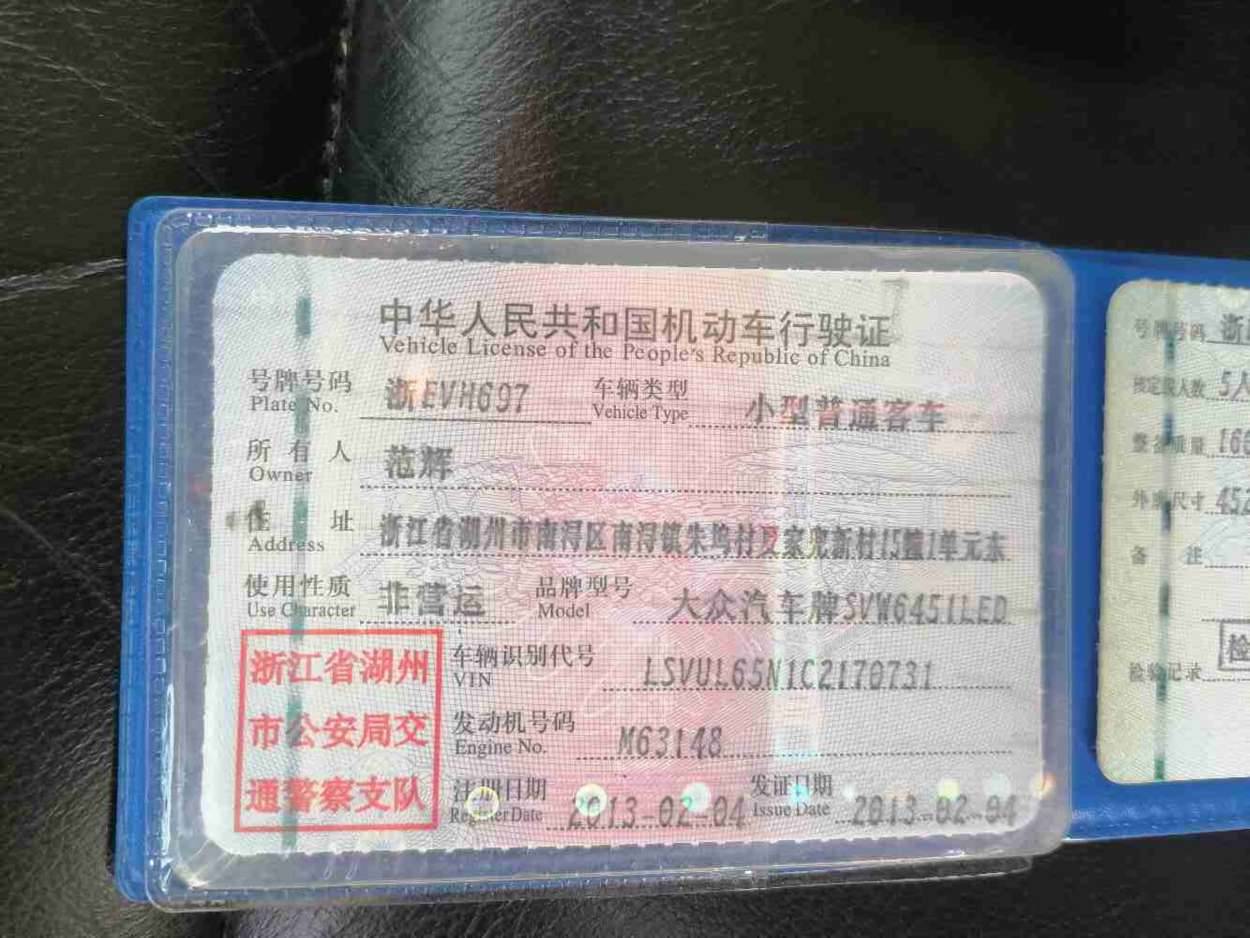 中华人民共和国机动车行驶证
Vehicle License of the People's Republic of China
号牌号码 浙EVH697 车辆类型 小型普通客车
Plate No. Vehicle Type
所有人 范辉
Owner
住址 浙江省湖州市南浔区南浔镇朱坞村夏家兜新村15幢1单元东
Address
使用性质 非营运 品牌型号 大众汽车牌SVW6451LED
Use Character Model
浙江省湖州
市公安局交
通警察支队
车辆识别代号 LSVUL65N1C2170731
VIN
发动机号码 M63148
Engine No.
注册日期 2013-02-04 发证日期 2013-02-04
Register Date Issue Date
号牌号码 浙
核定载人数 5人
整备质量 16
外廓尺寸 452
备注
检验记录 检